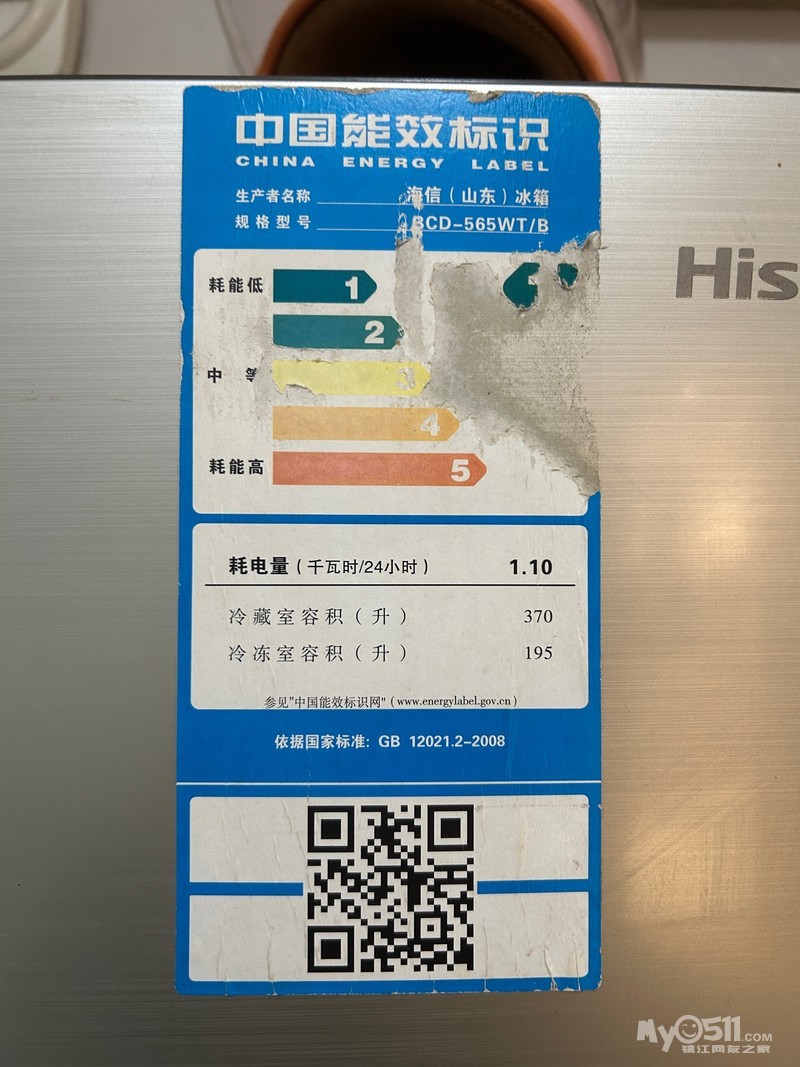 中国能效标识
CHINA ENERGY LABEL
生产者名称 海信（山东）冰箱
规格型号 BCD-565WT/B
耗能低 1
2
中 等 3
4
耗能高 5
His
耗电量（千瓦时/24小时） 1.10
冷藏室容积（升） 370
冷冻室容积（升） 195
参见"中国能效标识网"（www.energylabel.gov.cn）
依据国家标准: GB 12021.2-2008
My0511.COM
镇江网友之家